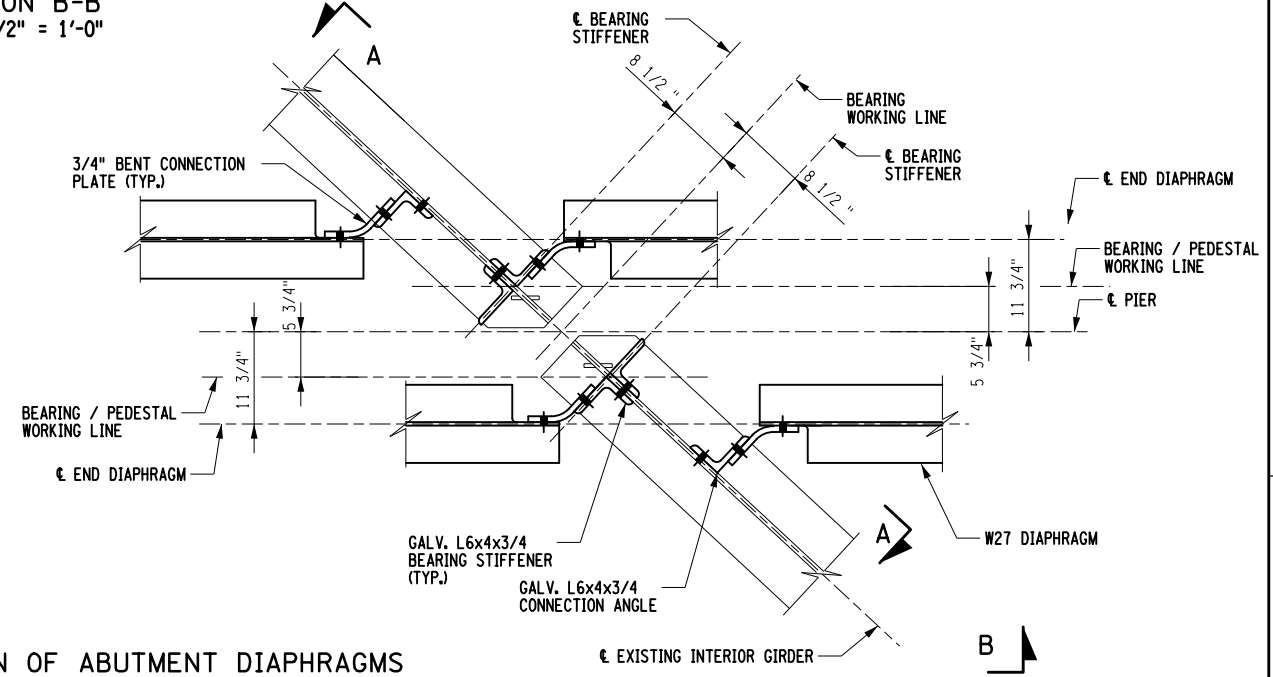 ON B-B
/2" = 1'-0"
A
℄ BEARING
STIFFENER
8 1/2 "
BEARING
WORKING LINE
℄ BEARING
STIFFENER
8 1/2 "
3/4" BENT CONNECTION
PLATE (TYP.)
℄ END DIAPHRAGM
BEARING / PEDESTAL
WORKING LINE
℄ PIER
11 3/4"
5 3/4"
5 3/4"
11 3/4"
BEARING / PEDESTAL
WORKING LINE
℄ END DIAPHRAGM
GALV. L6x4x3/4
BEARING STIFFENER
(TYP.)
GALV. L6x4x3/4
CONNECTION ANGLE
A
W27 DIAPHRAGM
℄ EXISTING INTERIOR GIRDER
B
N OF ABUTMENT DIAPHRAGMS